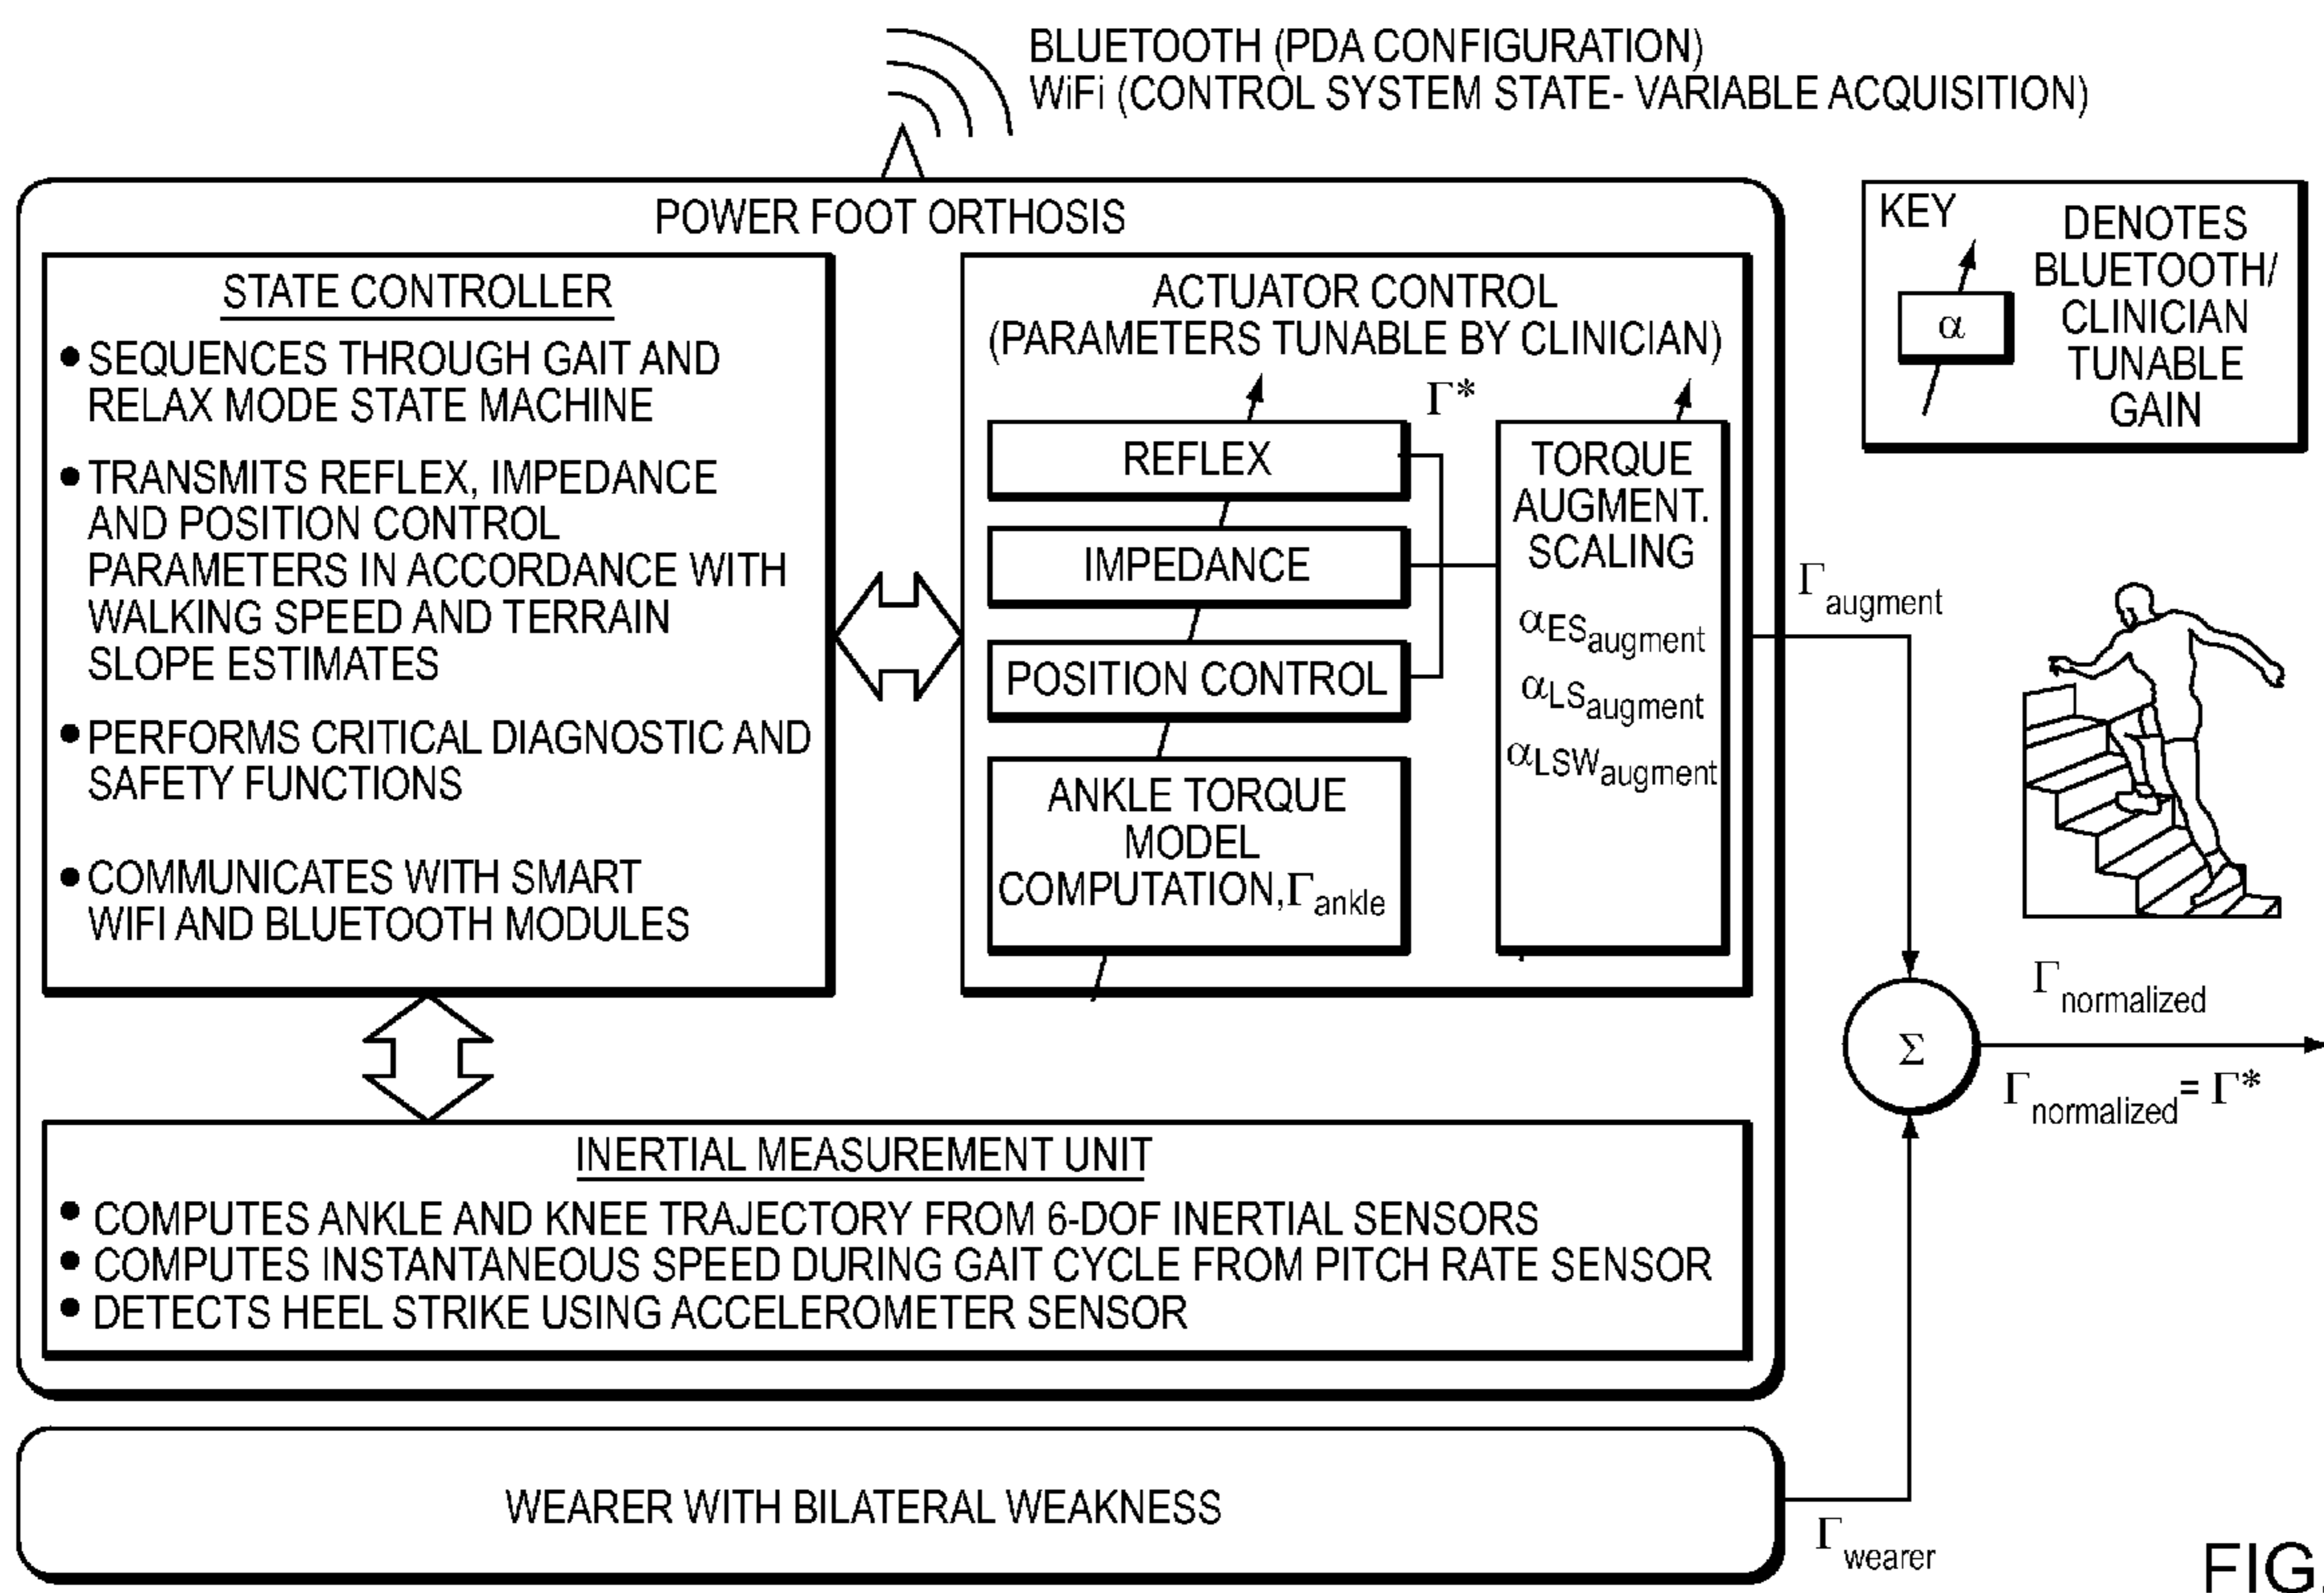 BLUETOOTH (PDA CONFIGURATION)
WiFi (CONTROL SYSTEM STATE- VARIABLE ACQUISITION)
POWER FOOT ORTHOSIS
STATE CONTROLLER
• SEQUENCES THROUGH GAIT AND
RELAX MODE STATE MACHINE
• TRANSMITS REFLEX, IMPEDANCE
AND POSITION CONTROL
PARAMETERS IN ACCORDANCE WITH
WALKING SPEED AND TERRAIN
SLOPE ESTIMATES
• PERFORMS CRITICAL DIAGNOSTIC AND
SAFETY FUNCTIONS
• COMMUNICATES WITH SMART
WIFI AND BLUETOOTH MODULES
ACTUATOR CONTROL
(PARAMETERS TUNABLE BY CLINICIAN)
Γ*
REFLEX
IMPEDANCE
POSITION CONTROL
ANKLE TORQUE
MODEL
COMPUTATION, Γankle
TORQUE
AUGMENT.
SCALING
αESaugment
αLSaugment
αLSWaugment
KEY
α
DENOTES
BLUETOOTH/
CLINICIAN
TUNABLE
GAIN
Γaugment
Σ
Γnormalized
Γnormalized = Γ*
INERTIAL MEASUREMENT UNIT
• COMPUTES ANKLE AND KNEE TRAJECTORY FROM 6-DOF INERTIAL SENSORS
• COMPUTES INSTANTANEOUS SPEED DURING GAIT CYCLE FROM PITCH RATE SENSOR
• DETECTS HEEL STRIKE USING ACCELEROMETER SENSOR
WEARER WITH BILATERAL WEAKNESS
Γwearer
FIG